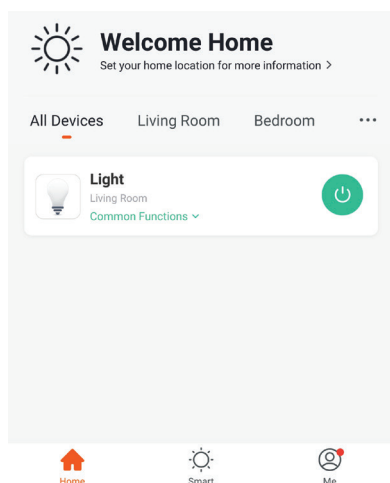 Welcome Home
Set your home location for more information >
All Devices Living Room Bedroom ...
Light
Living Room
Common Functions
Home Smart Me